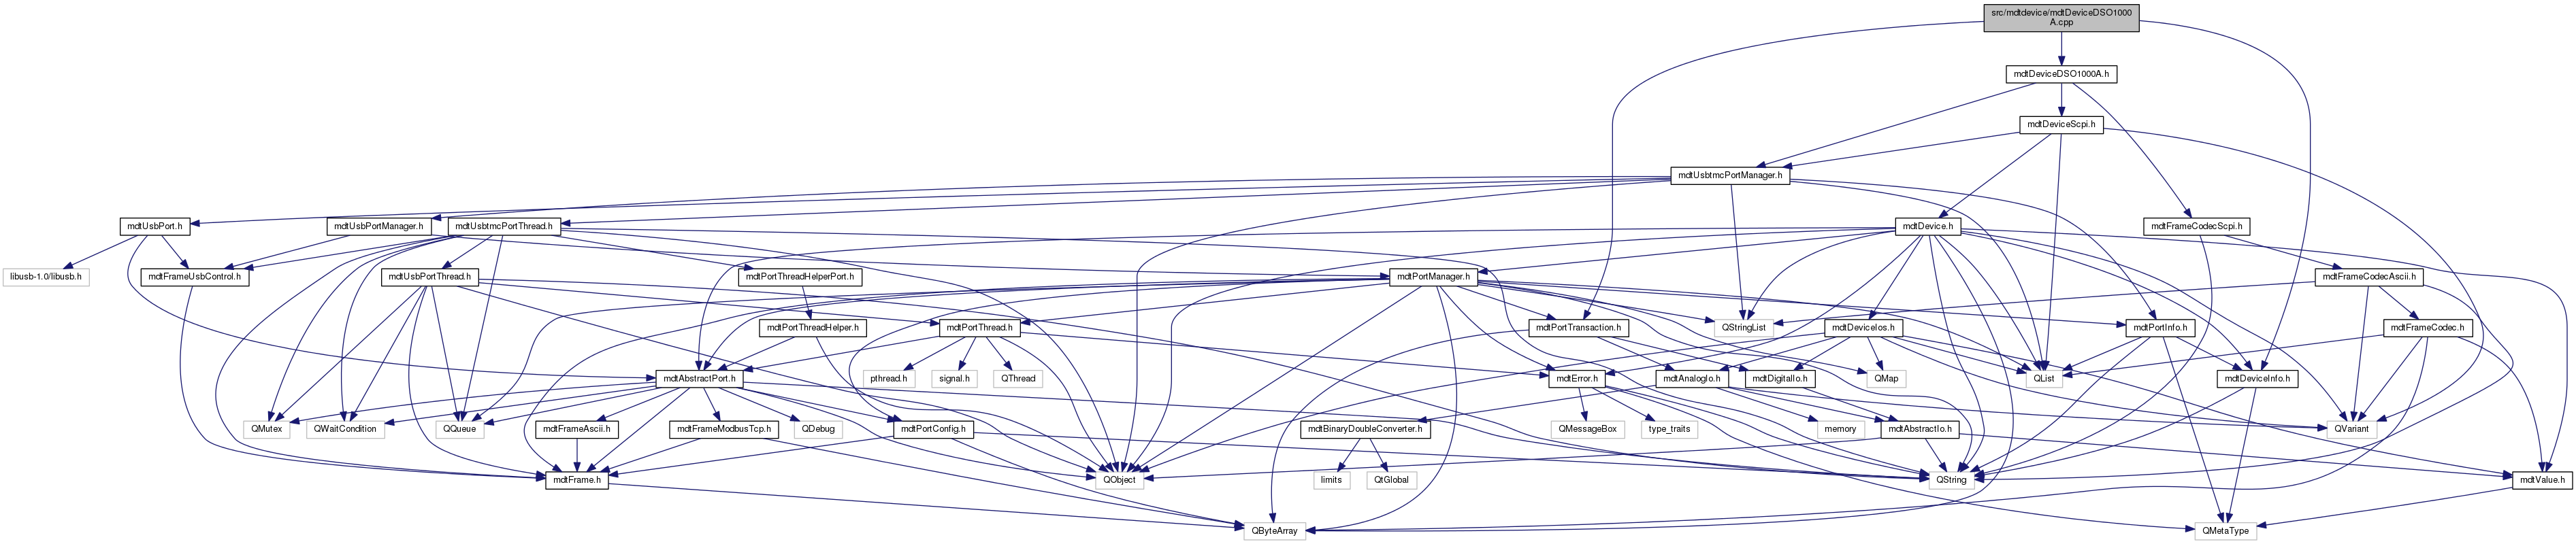 src/mdtdevice/mdtDeviceDSO1000
A.cpp
mdtDeviceDSO1000A.h
mdtDeviceScpi.h
mdtUsbtmcPortManager.h
mdtUsbPort.h
mdtUsbPortManager.h
mdtUsbtmcPortThread.h
mdtDevice.h
mdtFrameCodecScpi.h
libusb-1.0/libusb.h
mdtFrameUsbControl.h
mdtUsbPortThread.h
mdtPortThreadHelperPort.h
mdtPortManager.h
mdtFrameCodecAscii.h
mdtPortThreadHelper.h
mdtPortThread.h
QStringList
mdtPortTransaction.h
mdtDeviceIos.h
mdtPortInfo.h
mdtFrameCodec.h
mdtAbstractPort.h
pthread.h
signal.h
QThread
mdtError.h
mdtAnalogIo.h
mdtDigitalIo.h
QMap
QList
mdtDeviceInfo.h
QMutex
QWaitCondition
QQueue
mdtFrameAscii.h
mdtFrameModbusTcp.h
QDebug
mdtPortConfig.h
QMessageBox
type_traits
mdtBinaryDoubleConverter.h
memory
mdtAbstractIo.h
QVariant
mdtFrame.h
QObject
limits
QtGlobal
QString
mdtValue.h
QByteArray
QMetaType